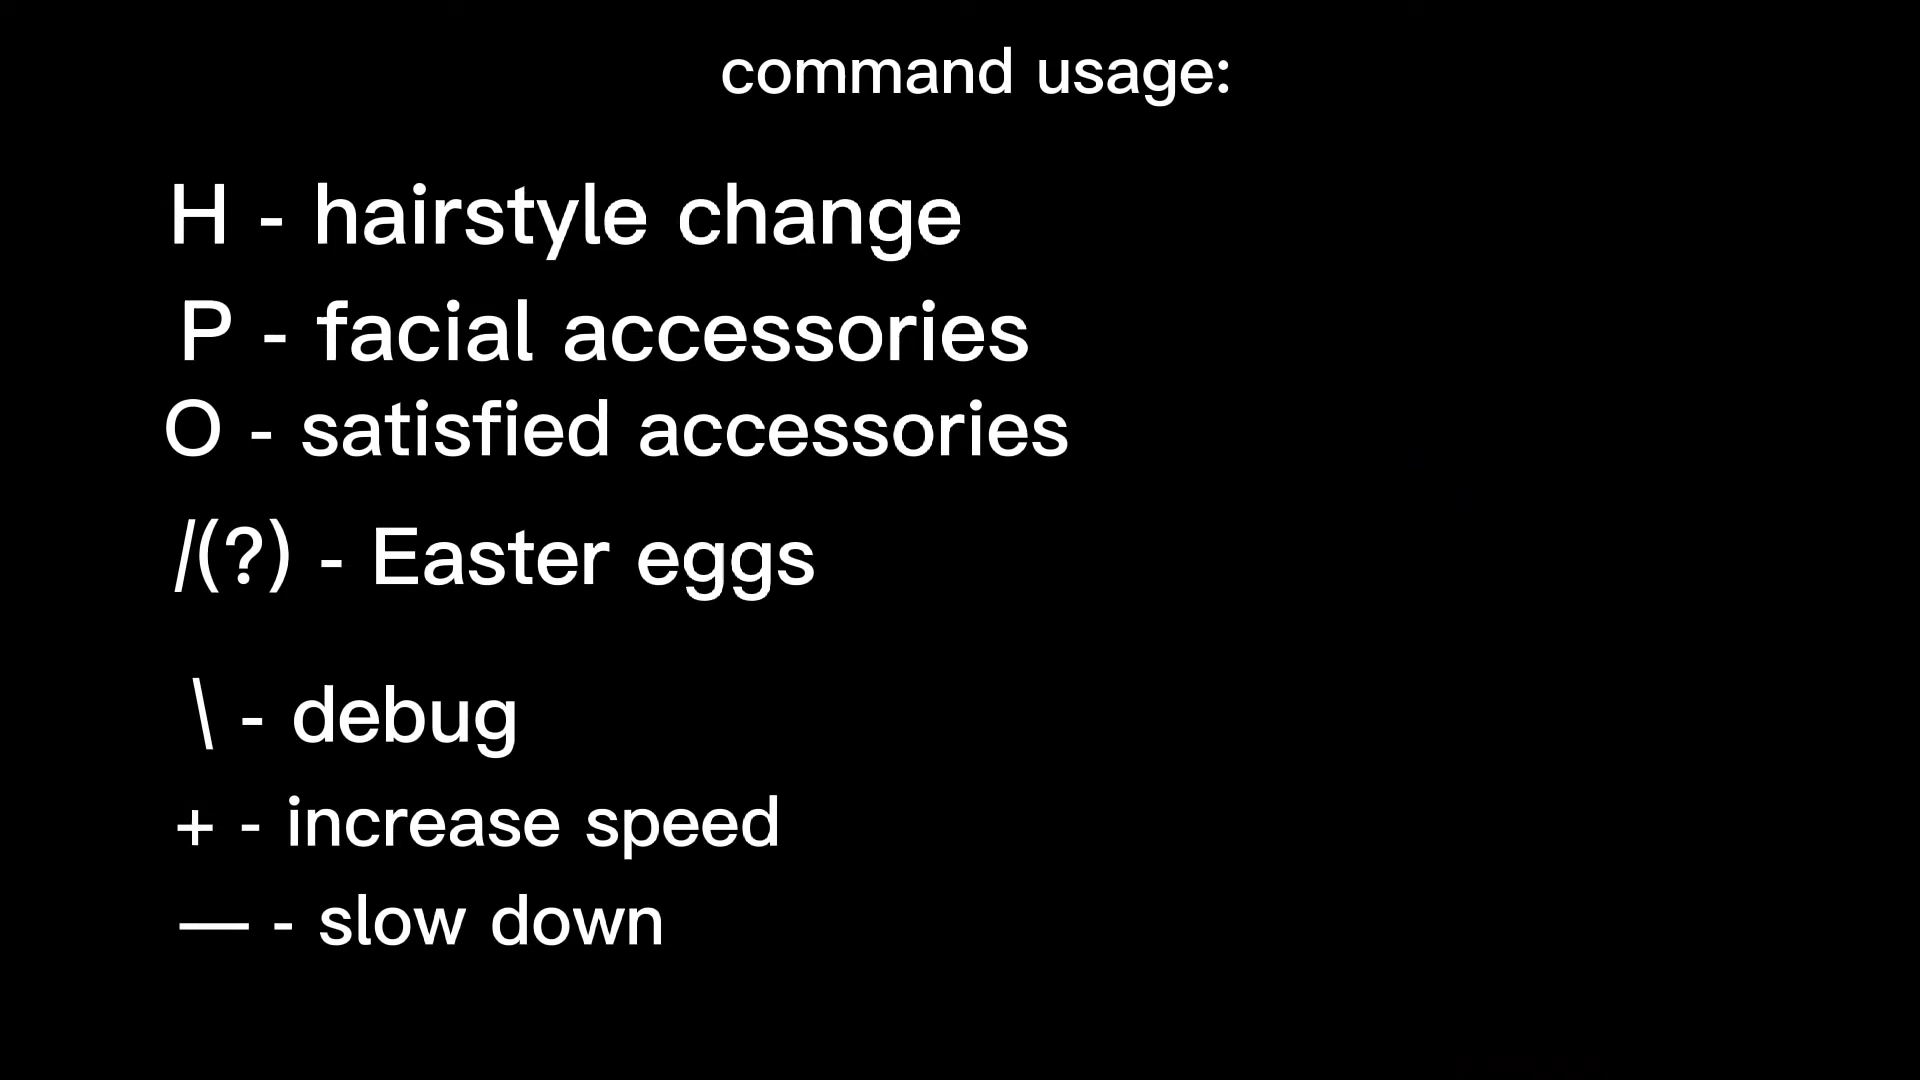 command usage:
H - hairstyle change
P - facial accessories
O - satisfied accessories
/(?) - Easter eggs
\ - debug
+ - increase speed
— - slow down